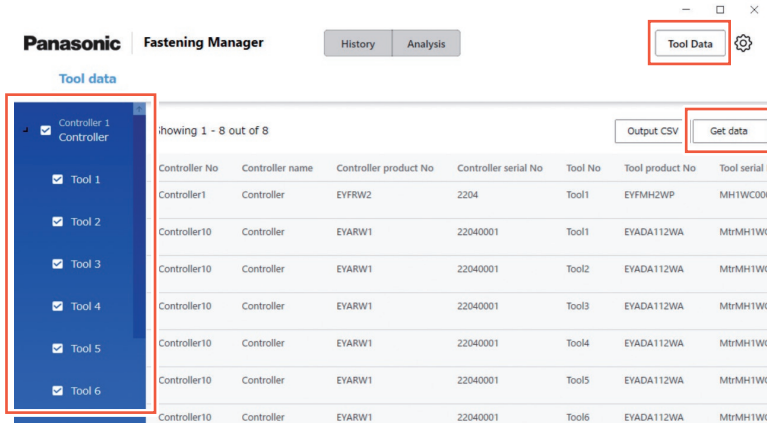 Panasonic Fastening Manager History Analysis Tool Data
Tool data
Controller 1
Controller
Showing 1 - 8 out of 8 Output CSV Get data
Controller No Controller name Controller product No Controller serial No Tool No Tool product No Tool serial
Controller1 Controller EYFRW2 2204 Tool1 EYFMH2WP
Controller10 Controller EYARW1 22040001 Tool1 EYADA112WA
Controller10 Controller EYARW1 22040001 Tool2 EYADA112WA
Controller10 Controller EYARW1 22040001 Tool3 EYADA112WA
Controller10 Controller EYARW1 22040001 Tool4 EYADA112WA
Controller10 Controller EYARW1 22040001 Tool5 EYADA112WA
Controller10 Controller EYARW1 22040001 Tool6 EYADA112WA
Tool 1
Tool 2
Tool 3
Tool 4
Tool 5
Tool 6